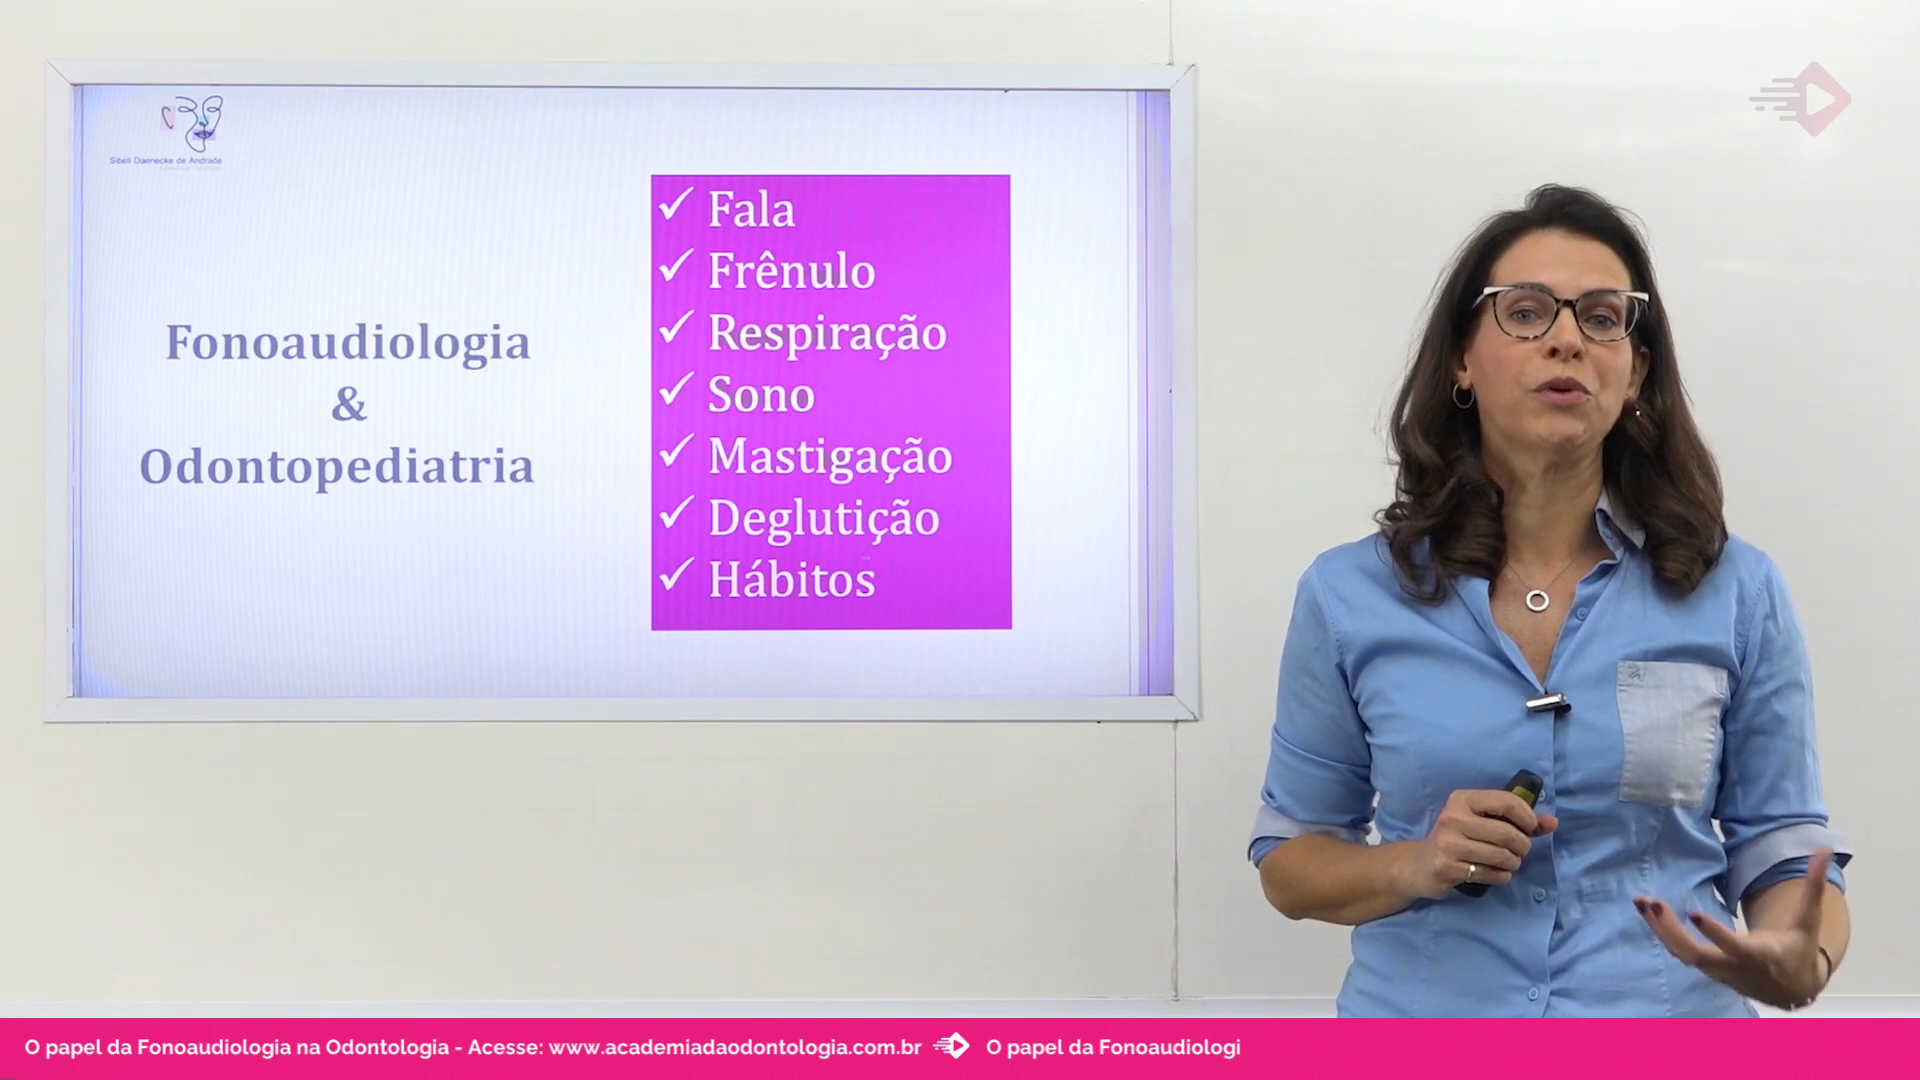 Sibeli Daenecke de Andrade
Fonoaudiologia
&
Odontopediatria
✓ Fala
✓ Frênulo
✓ Respiração
✓ Sono
✓ Mastigação
✓ Deglutição
✓ Hábitos
O papel da Fonoaudiologia na Odontologia - Acesse: www.academiadaodontologia.com.br O papel da Fonoaudiologi